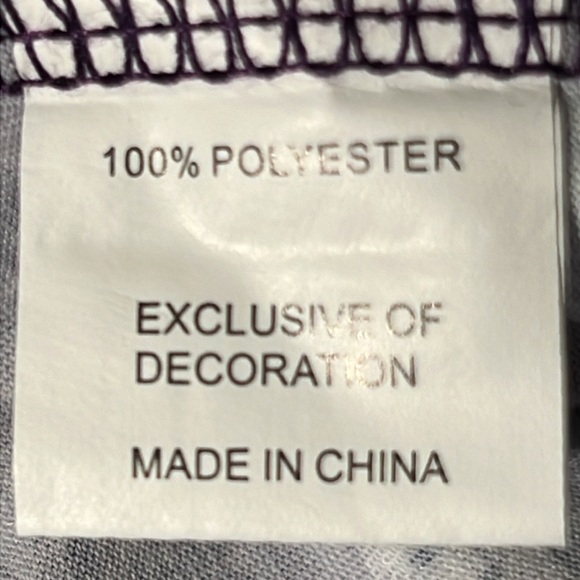 100% POLYESTER
EXCLUSIVE OF
DECORATION
MADE IN CHINA